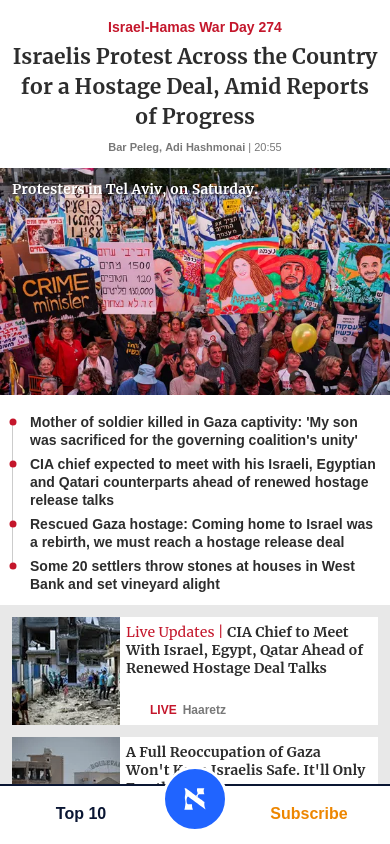 Israel-Hamas War Day 274
Israelis Protest Across the Country
for a Hostage Deal, Amid Reports
of Progress
Bar Peleg, Adi Hashmonai | 20:55
Protesters in Tel Aviv, on Saturday.
CRIME
minister
1500
Mother of soldier killed in Gaza captivity: 'My son
was sacrificed for the governing coalition's unity'
CIA chief expected to meet with his Israeli, Egyptian
and Qatari counterparts ahead of renewed hostage
release talks
Rescued Gaza hostage: Coming home to Israel was
a rebirth, we must reach a hostage release deal
Some 20 settlers throw stones at houses in West
Bank and set vineyard alight
Live Updates | CIA Chief to Meet
With Israel, Egypt, Qatar Ahead of
Renewed Hostage Deal Talks
LIVE Haaretz
A Full Reoccupation of Gaza
Won't Israelis Safe. It'll Only
Top 10
Subscribe